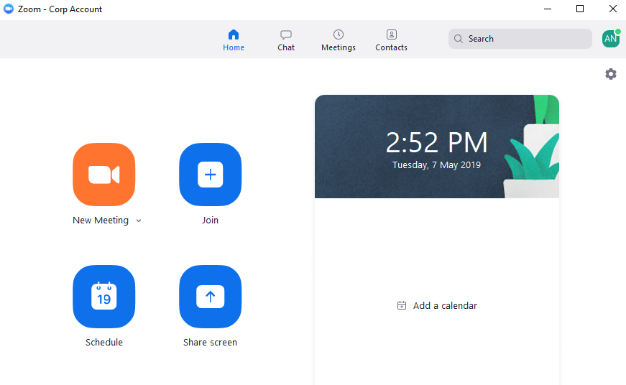 Zoom - Corp Account
Home
Chat
Meetings
Contacts
Search
AN
2:52 PM
Tuesday, 7 May 2019
New Meeting
Join
19
Schedule
Share screen
Add a calendar